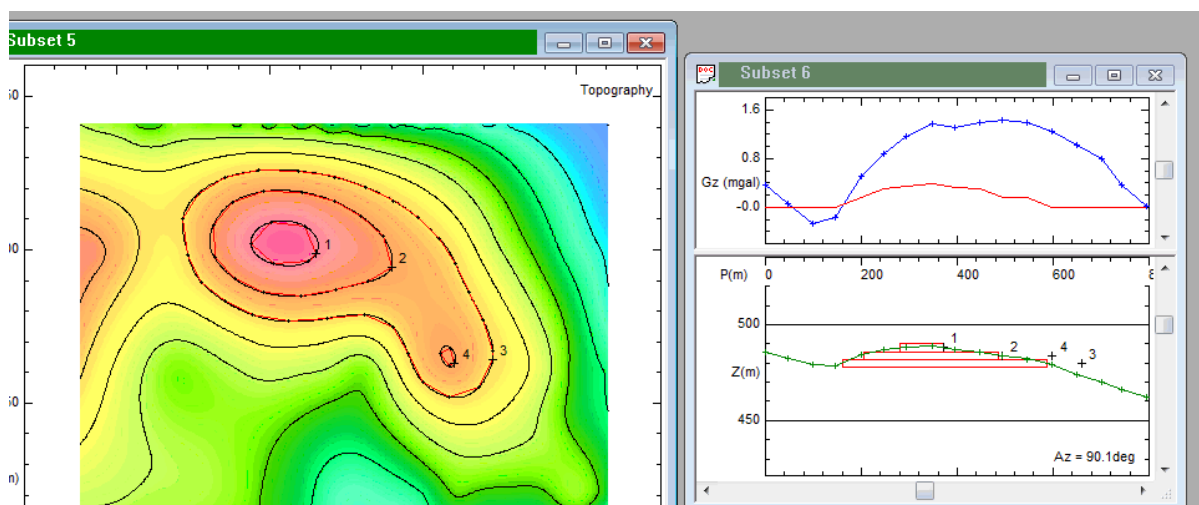 Subset 5
Topography
1
2
3
4
Subset 6
1.6
0.8
Gz (mgal)
-0.0
P(m) 0 200 400 600 8
500
1 2 4 3
Z(m)
450
Az = 90.1deg